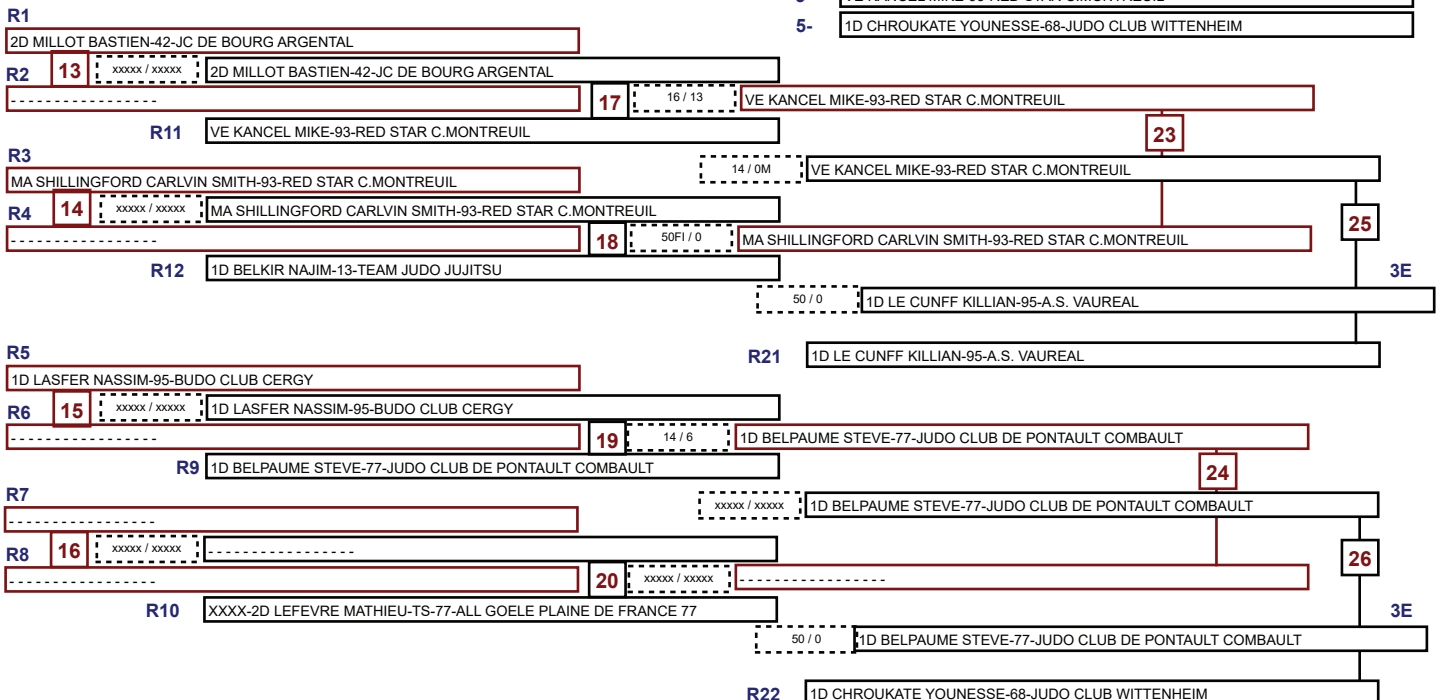 VE KANCEL MIKE-93-RED STAR C.MONTREUIL
R1
5- 1D CHROUKATE YOUNESSE-68-JUDO CLUB WITTENHEIM
2D MILLOT BASTIEN-42-JC DE BOURG ARGENTAL
R2 13 xxxxx / xxxxx 2D MILLOT BASTIEN-42-JC DE BOURG ARGENTAL
- - - - - - - - - - - - - - - - 17 16 / 13 VE KANCEL MIKE-93-RED STAR C.MONTREUIL
R11 VE KANCEL MIKE-93-RED STAR C.MONTREUIL 23
R3
14 / 0M VE KANCEL MIKE-93-RED STAR C.MONTREUIL
MA SHILLINGFORD CARLVIN SMITH-93-RED STAR C.MONTREUIL
R4 14 xxxxx / xxxxx MA SHILLINGFORD CARLVIN SMITH-93-RED STAR C.MONTREUIL 25
- - - - - - - - - - - - - - - - 18 50FI / 0 MA SHILLINGFORD CARLVIN SMITH-93-RED STAR C.MONTREUIL
R12 1D BELKIR NAJIM-13-TEAM JUDO JUJITSU 3E
50 / 0 1D LE CUNFF KILLIAN-95-A.S. VAUREAL
R5
R21 1D LE CUNFF KILLIAN-95-A.S. VAUREAL
1D LASFER NASSIM-95-BUDO CLUB CERGY
R6 15 xxxxx / xxxxx 1D LASFER NASSIM-95-BUDO CLUB CERGY
- - - - - - - - - - - - - - - - 19 14 / 6 1D BELPAUME STEVE-77-JUDO CLUB DE PONTAULT COMBAULT
R9 1D BELPAUME STEVE-77-JUDO CLUB DE PONTAULT COMBAULT 24
R7
xxxxx / xxxxx 1D BELPAUME STEVE-77-JUDO CLUB DE PONTAULT COMBAULT
- - - - - - - - - - - - - - - -
R8 16 xxxxx / xxxxx - - - - - - - - - - - - - - - - 26
- - - - - - - - - - - - - - - - 20 xxxxx / xxxxx - - - - - - - - - - - - - - - -
R10 XXXX-2D LEFEVRE MATHIEU-TS-77-ALL GOELE PLAINE DE FRANCE 77 3E
50 / 0 1D BELPAUME STEVE-77-JUDO CLUB DE PONTAULT COMBAULT
R22 1D CHROUKATE YOUNESSE-68-JUDO CLUB WITTENHEIM